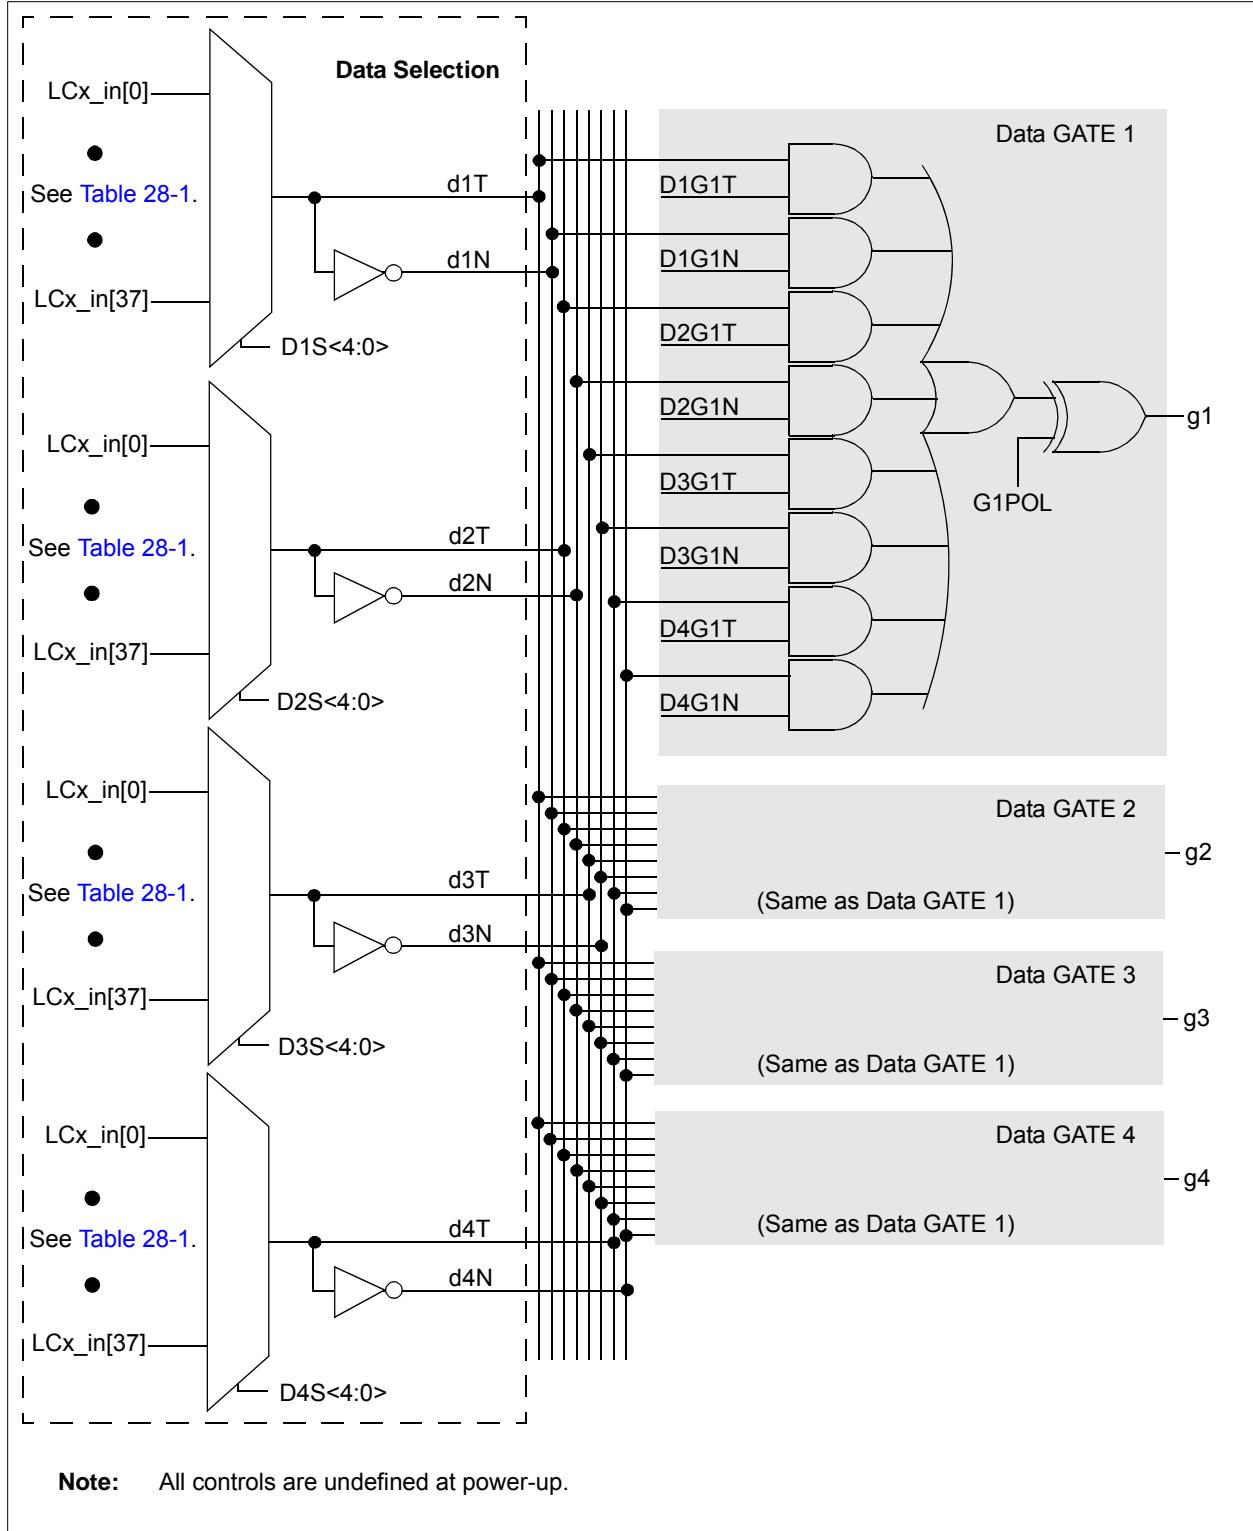 Data Selection
LCx_in[0]
See Table 28-1.
LCx_in[37]
d1T
d1N
D1S<4:0>
LCx_in[0]
See Table 28-1.
LCx_in[37]
d2T
d2N
D2S<4:0>
LCx_in[0]
See Table 28-1.
LCx_in[37]
d3T
d3N
D3S<4:0>
LCx_in[0]
See Table 28-1.
LCx_in[37]
d4T
d4N
D4S<4:0>
Data GATE 1
D1G1T
D1G1N
D2G1T
D2G1N
D3G1T
D3G1N
D4G1T
D4G1N
G1POL
g1
Data GATE 2
(Same as Data GATE 1)
g2
Data GATE 3
(Same as Data GATE 1)
g3
Data GATE 4
(Same as Data GATE 1)
g4
Note: All controls are undefined at power-up.